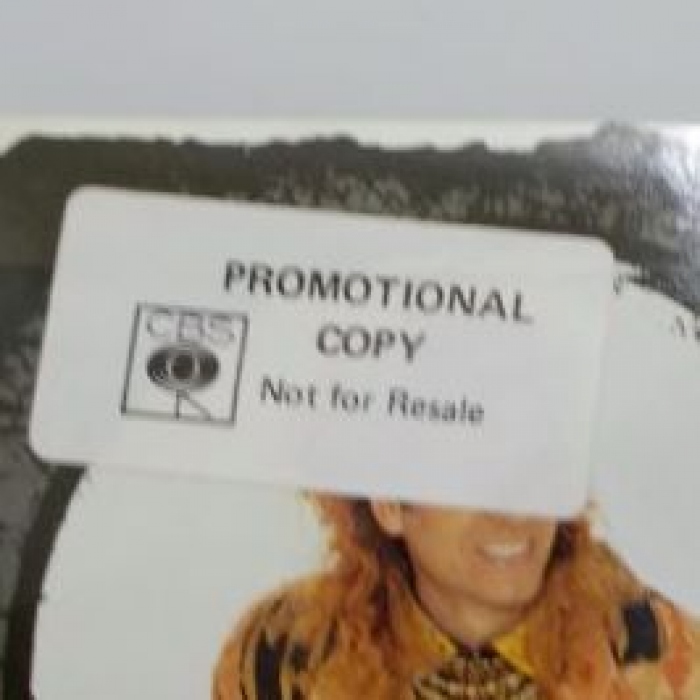 PROMOTIONAL
COPY
CBS
Not for Resale